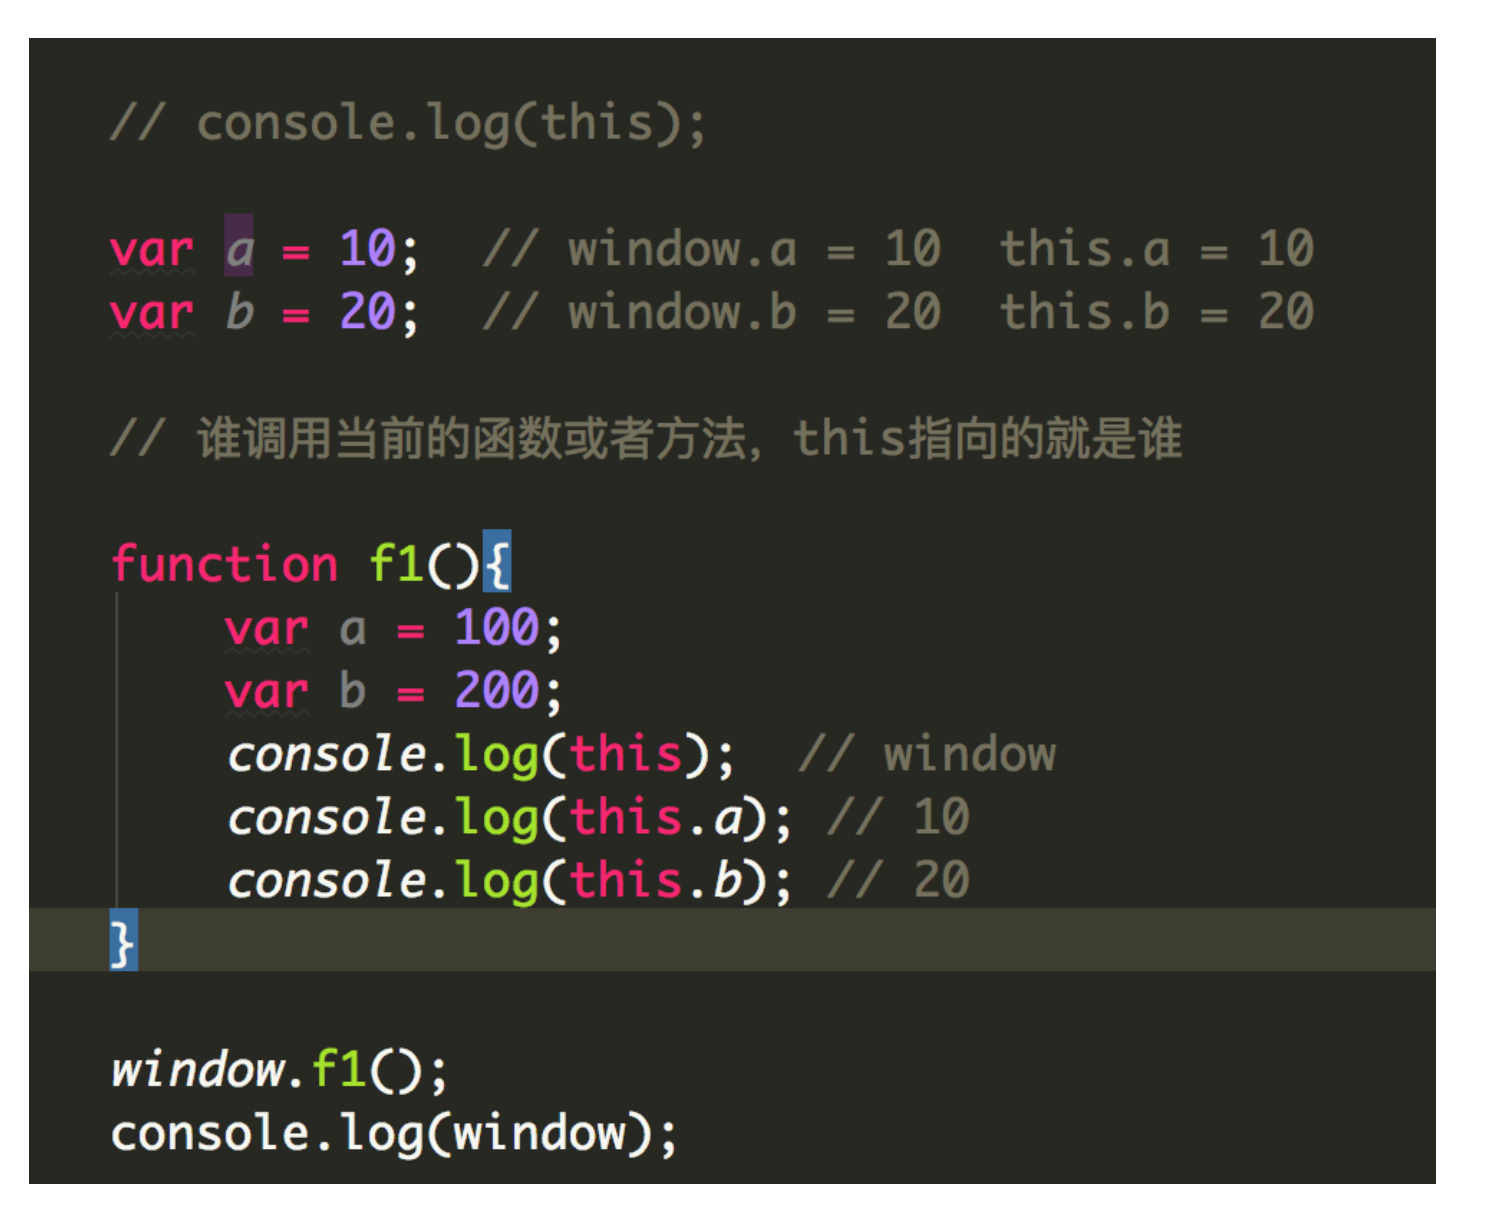 // console.log(this);
var a = 10;  // window.a = 10  this.a = 10
var b = 20;  // window.b = 20  this.b = 20
// 谁调用当前的函数或者方法，this指向的就是谁
function f1(){
    var a = 100;
    var b = 200;
    console.log(this);  // window
    console.log(this.a); // 10
    console.log(this.b); // 20
}
window.f1();
console.log(window);